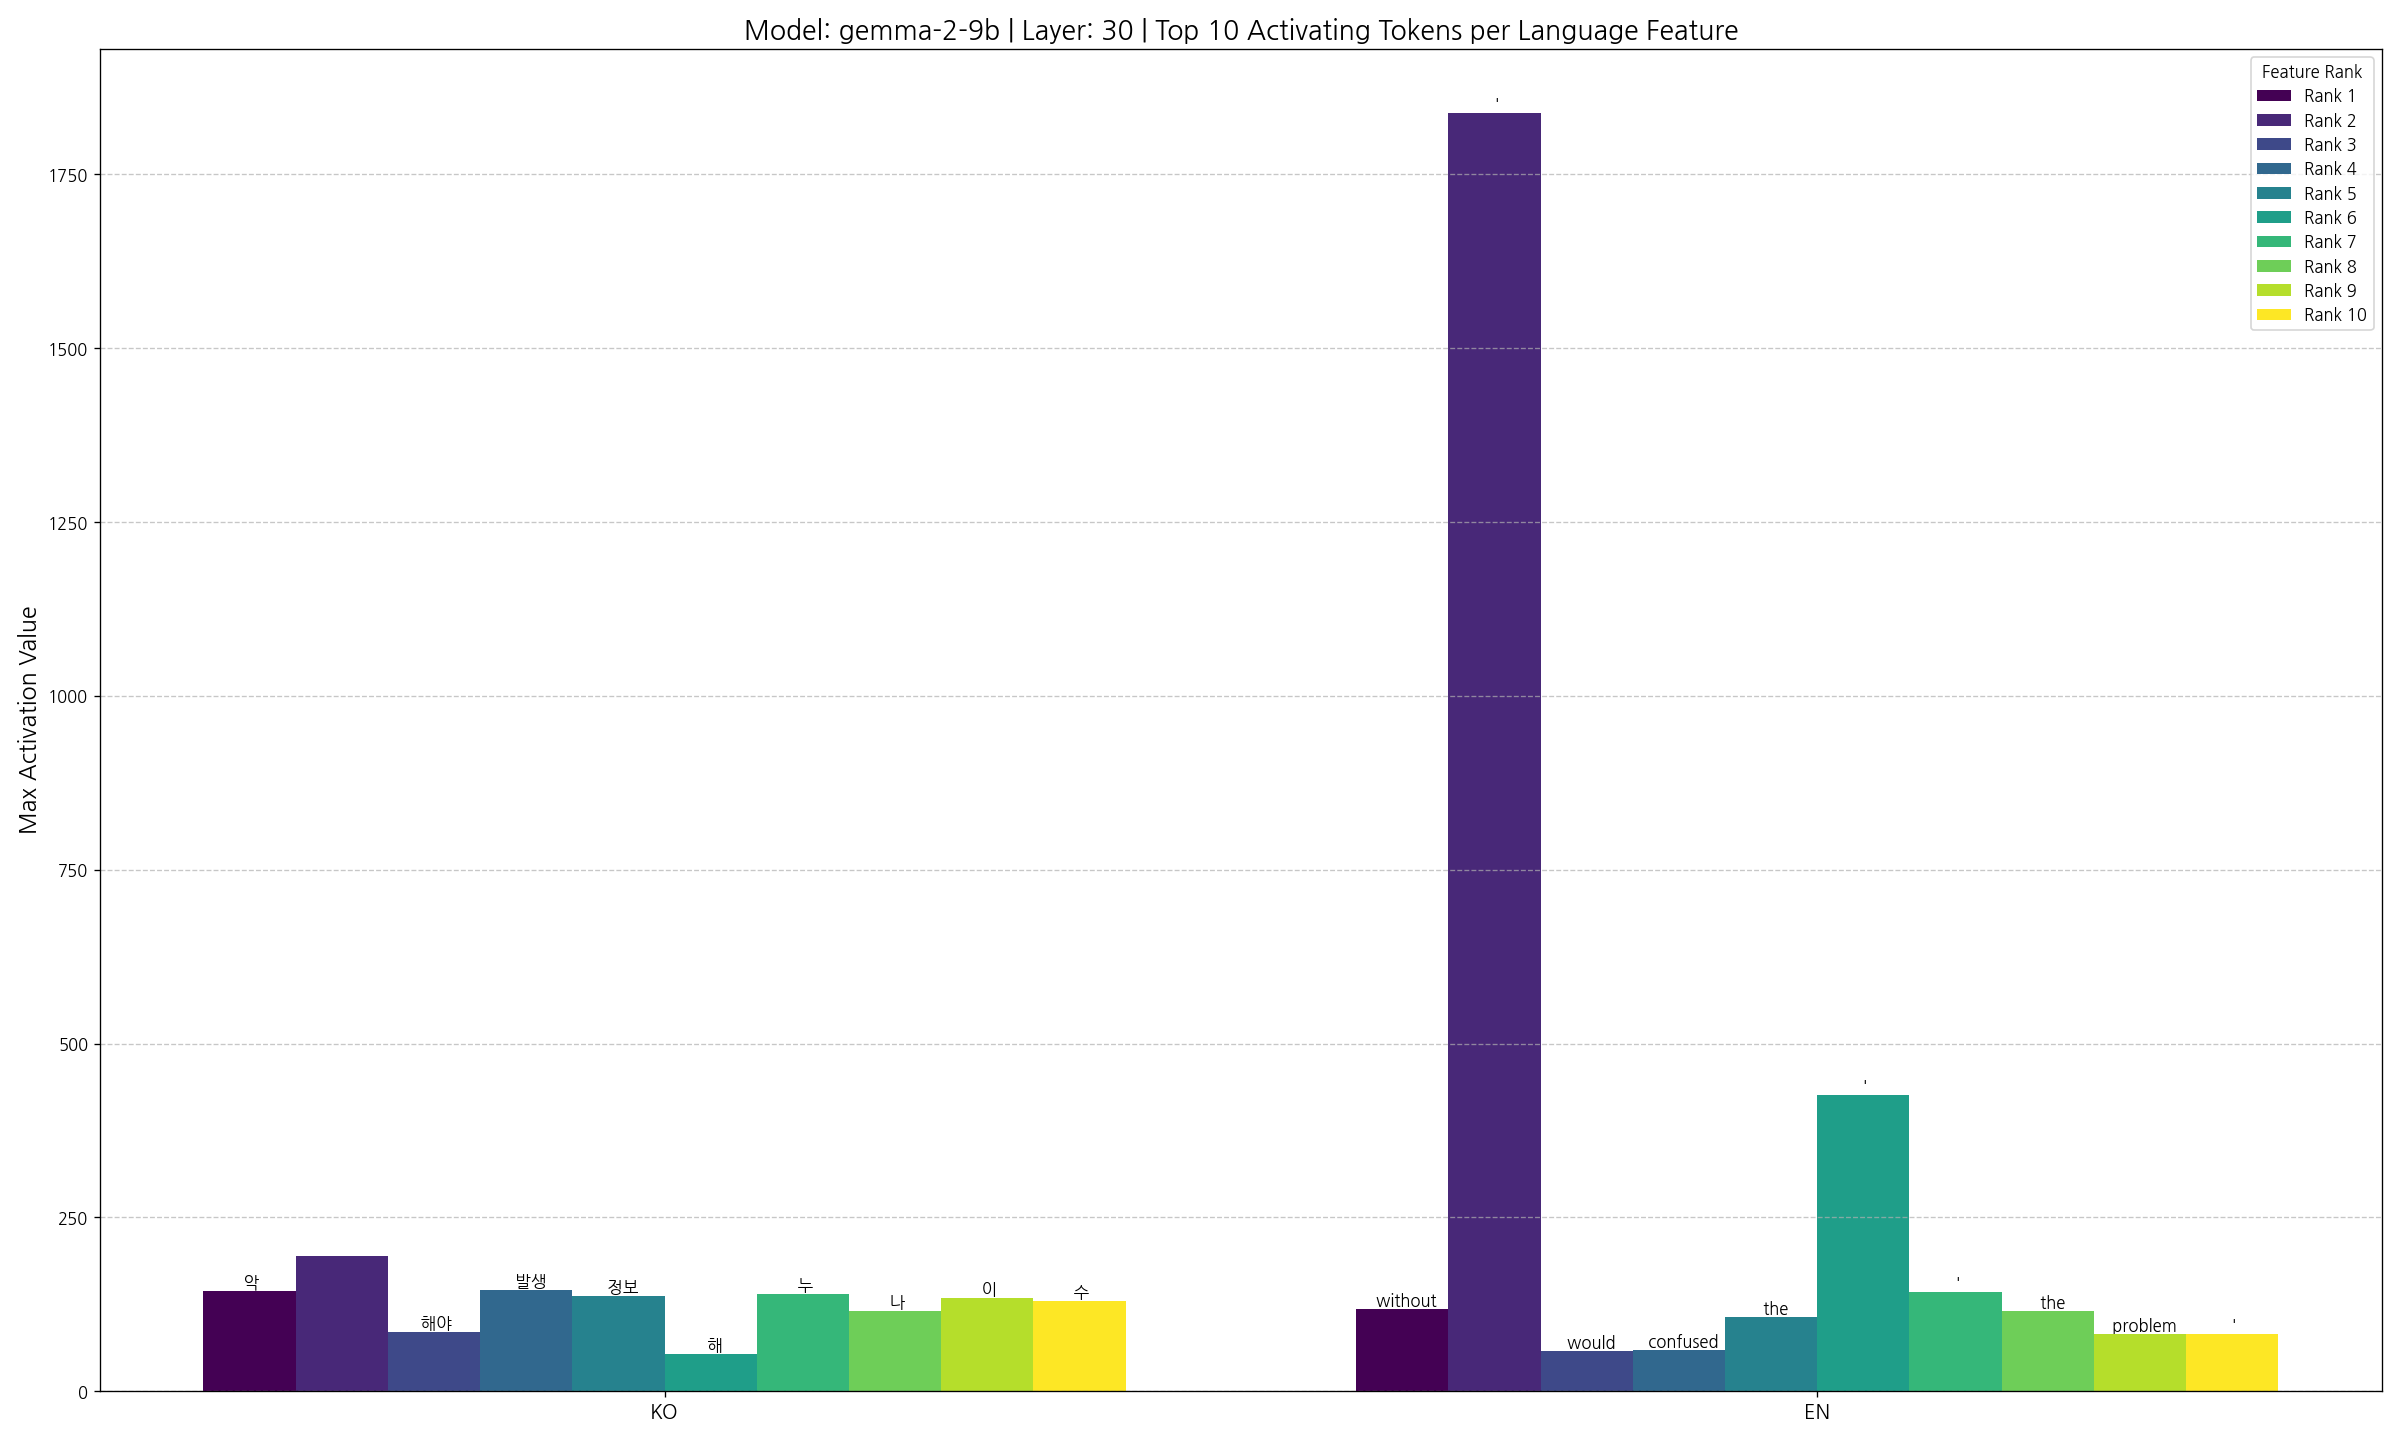 Model: gemma-2-9b | Layer: 30 | Top 10 Activating Tokens per Language Feature
Max Activation Value
1750
1500
1250
1000
750
500
250
0
Feature Rank
Rank 1
Rank 2
Rank 3
Rank 4
Rank 5
Rank 6
Rank 7
Rank 8
Rank 9
Rank 10
악
해야
발생
정보
해
누
나
이
수
without
'
would
confused
the
'
'
the
problem
'
KO
EN